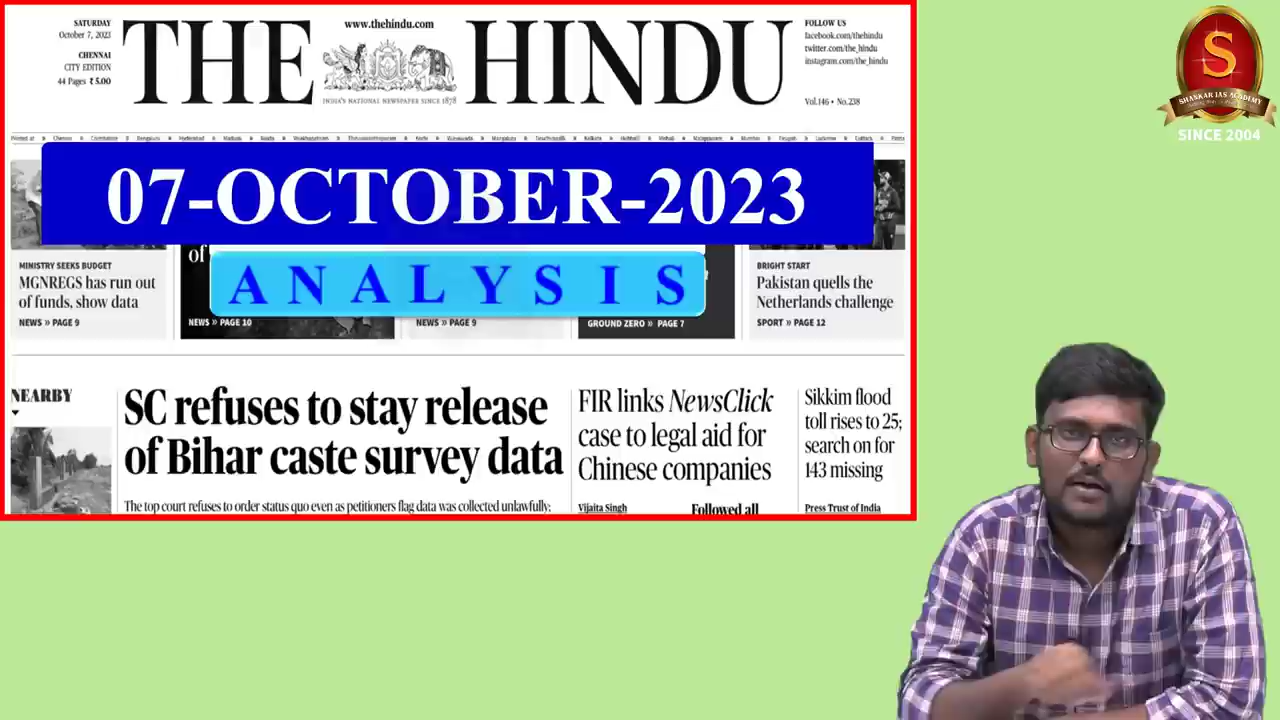 SATURDAY
October 7, 2023
CHENNAI
CITY EDITION
44 Pages ₹ 5.00
THE HINDU
www.thehindu.com
INDIA'S NATIONAL NEWSPAPER SINCE 1878
FOLLOW US
facebook.com/thehindu
twitter.com/the_hindu
instagram.com/the_hindu
Vol.146 • No.238
07-OCTOBER-2023
of
ANALYSIS
MINISTRY SEEKS BUDGET
MGNREGS has run out
of funds, show data
NEWS » PAGE 9
NEWS » PAGE 10
NEWS » PAGE 9
GROUND ZERO » PAGE 7
BRIGHT START
Pakistan quells the
Netherlands challenge
SPORT » PAGE 12
NEARBY
SC refuses to stay release
of Bihar caste survey data
The top court refuses to order status quo even as petitioners flag data was collected unlawfully;
FIR links NewsClick
case to legal aid for
Chinese companies
Vijaita Singh
Followed all
Sikkim flood
toll rises to 25;
search on for
143 missing
Press Trust of India
S
SHANKAR IAS ACADEMY
SINCE 2004